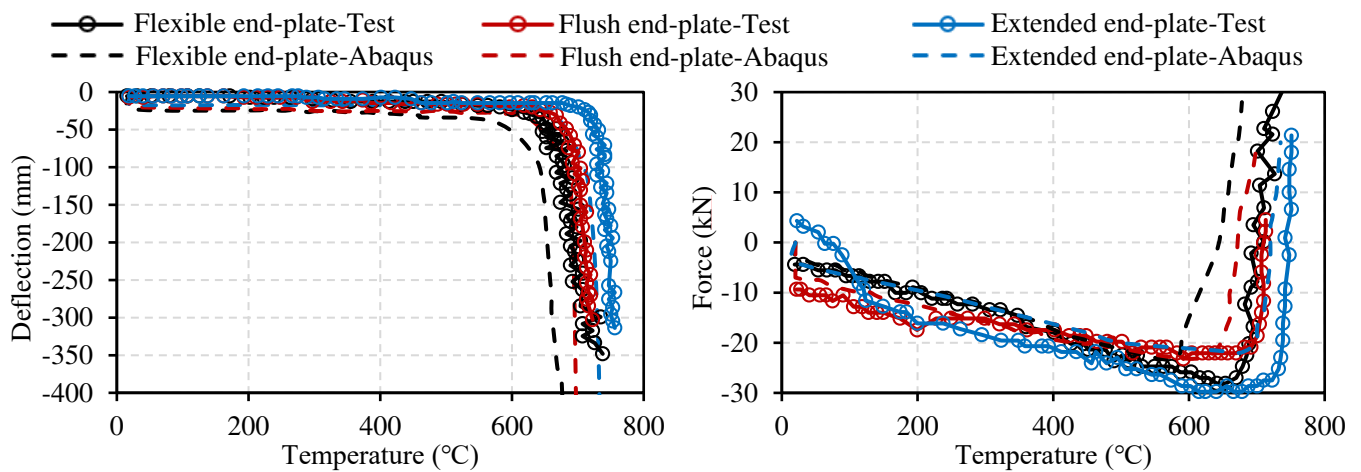 Flexible end-plate-Test Flush end-plate-Test Extended end-plate-Test
Flexible end-plate-Abaqus Flush end-plate-Abaqus Extended end-plate-Abaqus
Deflection (mm)
0
-50
-100
-150
-200
-250
-300
-350
-400
0 200 400 600 800
Temperature (℃)
Force (kN)
30
20
10
0
-10
-20
-30
0 200 400 600 800
Temperature (℃)